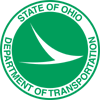 STATE OF OHIO
DEPARTMENT OF TRANSPORTATION